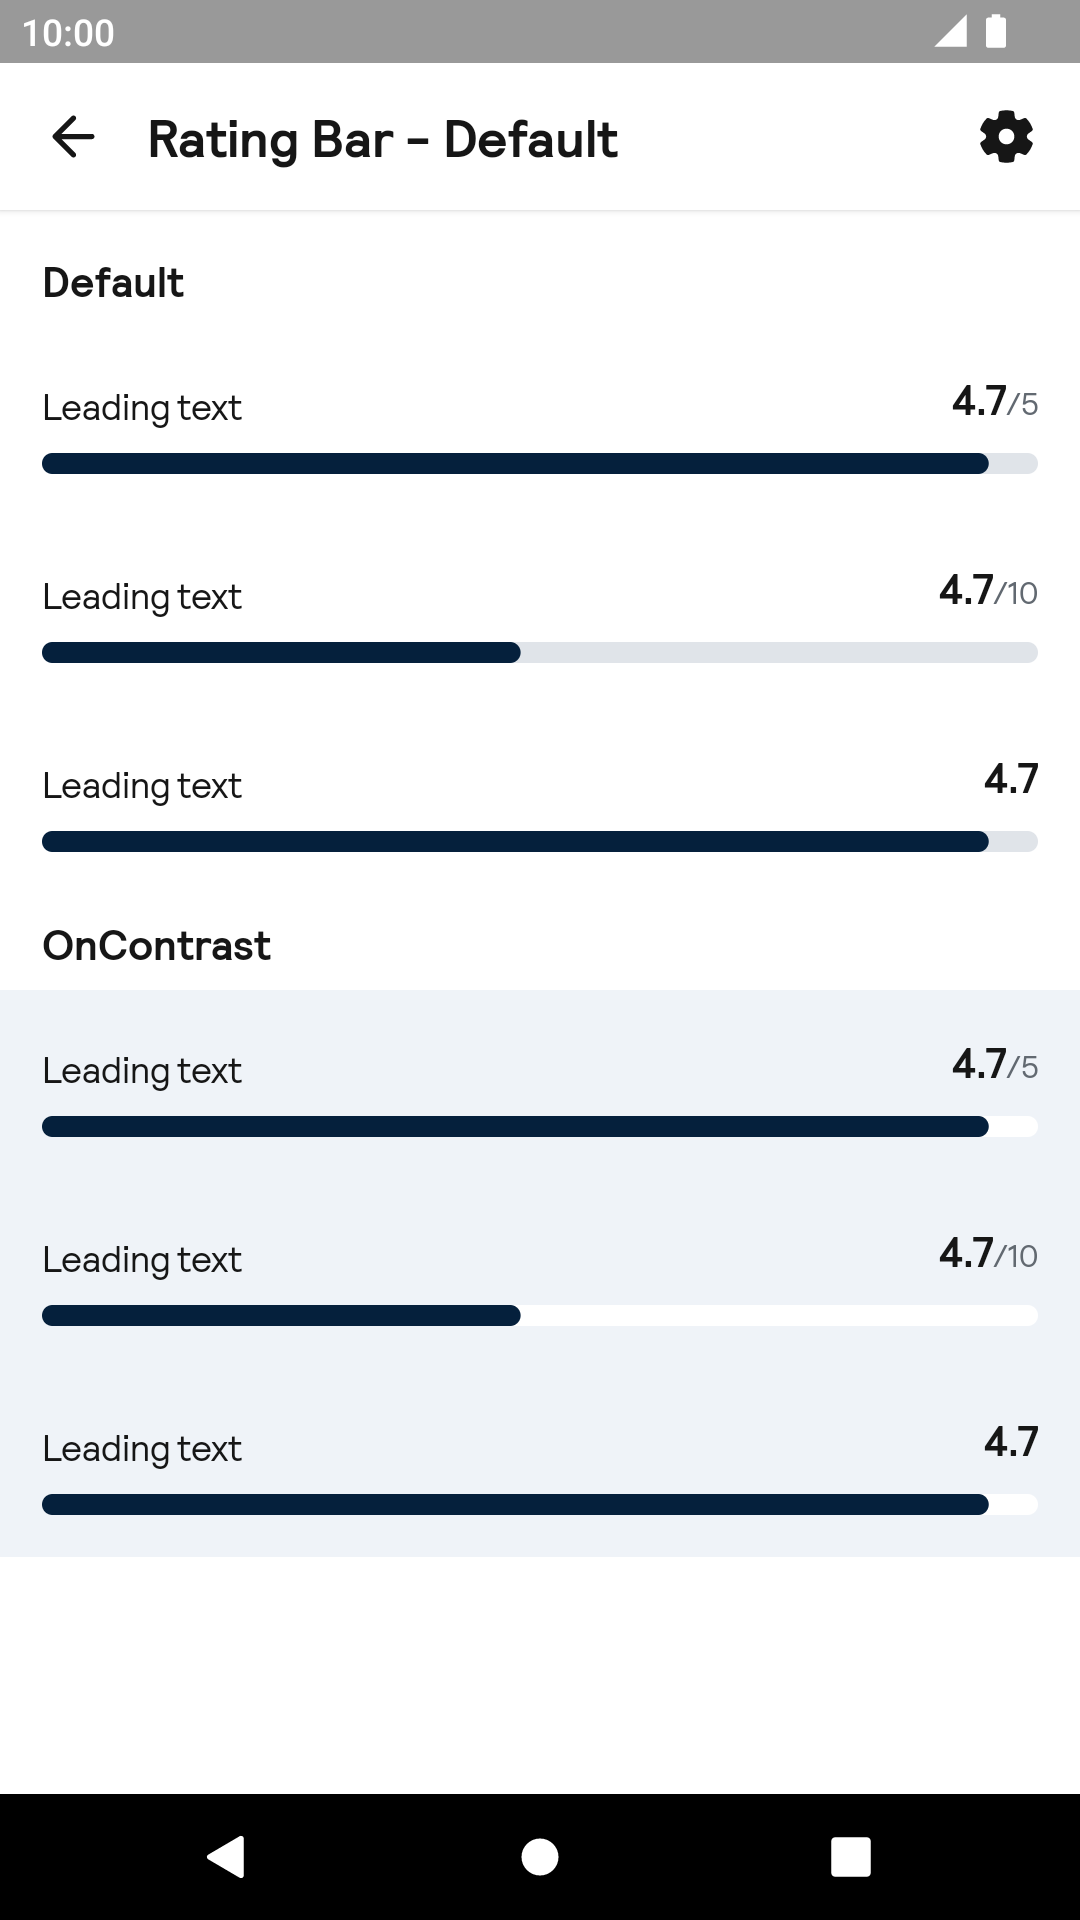 10:00
Rating Bar - Default
Default
Leading text 4.7/5
Leading text 4.7/10
Leading text 4.7
OnContrast
Leading text 4.7/5
Leading text 4.7/10
Leading text 4.7